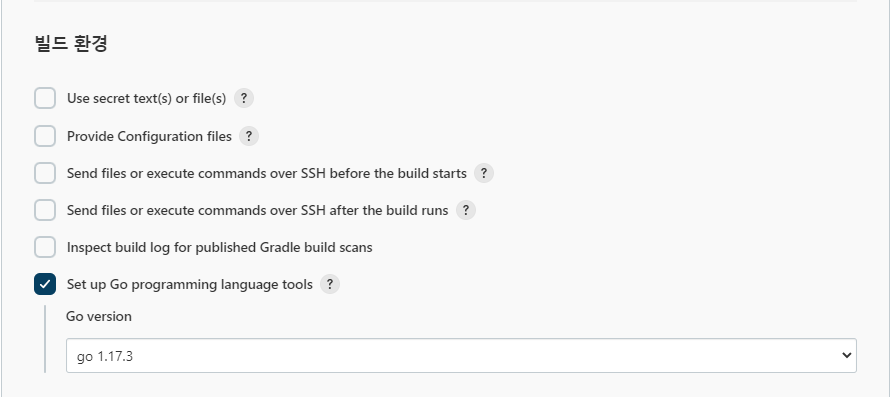 빌드 환경
Use secret text(s) or file(s) ?
Provide Configuration files ?
Send files or execute commands over SSH before the build starts ?
Send files or execute commands over SSH after the build runs ?
Inspect build log for published Gradle build scans
Set up Go programming language tools ?
Go version
go 1.17.3